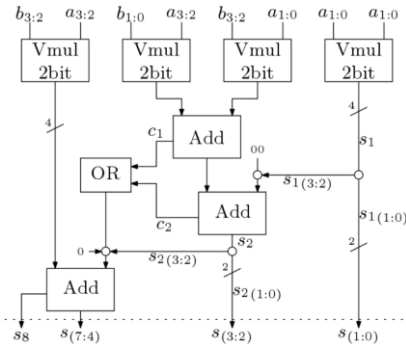 b3:2 a3:2 b1:0 a3:2 b3:2 a1:0 a1:0 a1:0
Vmul 2bit
Vmul 2bit
Vmul 2bit
Vmul 2bit
4
4
s1
c1
Add
00
OR
s1(3:2)
c2
Add
s1(1:0)
s2
0
s2(3:2)
2
2
s2(1:0)
Add
s8 s(7:4) s(3:2) s(1:0)